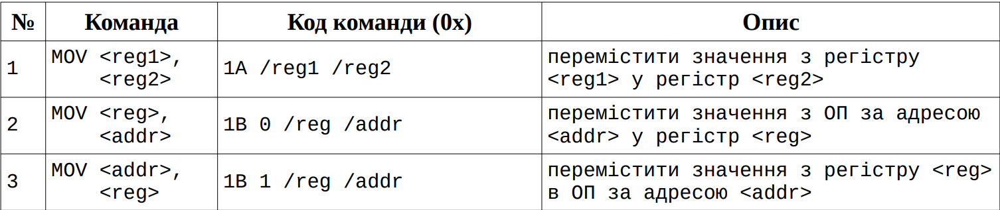 № Команда Код команди (0x) Опис
1 MOV <reg1>, <reg2> 1A /reg1 /reg2 перемістити значення з регістру <reg1> у регістр <reg2>
2 MOV <reg>, <addr> 1B 0 /reg /addr перемістити значення з ОП за адресою <addr> у регістр <reg>
3 MOV <addr>, <reg> 1B 1 /reg /addr перемістити значення з регістру <reg> в ОП за адресою <addr>